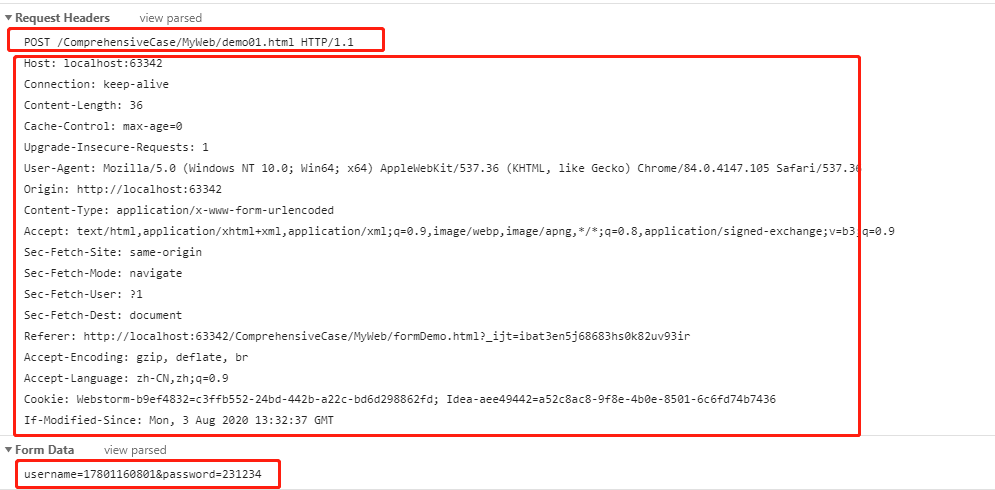 Request Headers view parsed
POST /ComprehensiveCase/MyWeb/demo01.html HTTP/1.1
Host: localhost:63342
Connection: keep-alive
Content-Length: 36
Cache-Control: max-age=0
Upgrade-Insecure-Requests: 1
User-Agent: Mozilla/5.0 (Windows NT 10.0; Win64; x64) AppleWebKit/537.36 (KHTML, like Gecko) Chrome/84.0.4147.105 Safari/537.36
Origin: http://localhost:63342
Content-Type: application/x-www-form-urlencoded
Accept: text/html,application/xhtml+xml,application/xml;q=0.9,image/webp,image/apng,*/*;q=0.8,application/signed-exchange;v=b3;q=0.9
Sec-Fetch-Site: same-origin
Sec-Fetch-Mode: navigate
Sec-Fetch-User: ?1
Sec-Fetch-Dest: document
Referer: http://localhost:63342/ComprehensiveCase/MyWeb/formDemo.html?_ijt=ibat3en5j68683hs0k82uv93ir
Accept-Encoding: gzip, deflate, br
Accept-Language: zh-CN,zh;q=0.9
Cookie: Webstorm-b9ef4832=c3ffb552-24bd-442b-a22c-bd6d298862fd; Idea-aee49442=a52c8ac8-9f8e-4b0e-8501-6c6fd74b7436
If-Modified-Since: Mon, 3 Aug 2020 13:32:37 GMT
Form Data view parsed
username=17801160801&password=231234